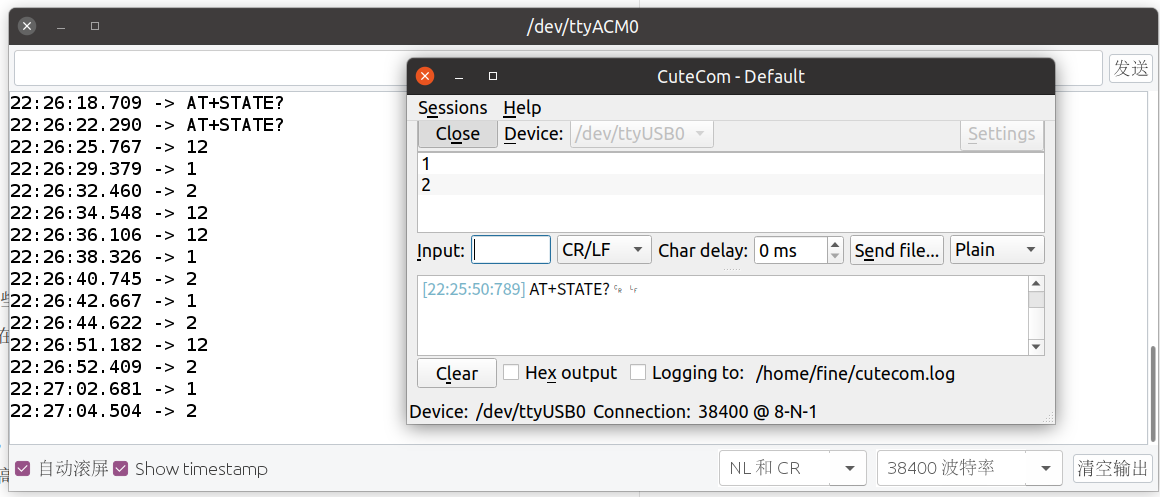 /dev/ttyACM0
发送
22:26:18.709 -> AT+STATE?
22:26:22.290 -> AT+STATE?
22:26:25.767 -> 12
22:26:29.379 -> 1
22:26:32.460 -> 2
22:26:34.548 -> 12
22:26:36.106 -> 12
22:26:38.326 -> 1
22:26:40.745 -> 2
22:26:42.667 -> 1
22:26:44.622 -> 2
22:26:51.182 -> 12
22:26:52.409 -> 2
22:27:02.681 -> 1
22:27:04.504 -> 2
CuteCom - Default
Sessions Help
Close Device: /dev/ttyUSB0 Settings
1
2
Input: CR/LF Char delay: 0 ms Send file... Plain
[22:25:50:789] AT+STATE?␍␊
Clear Hex output Logging to: /home/fine/cutecom.log
Device: /dev/ttyUSB0 Connection: 38400 @ 8-N-1
自动滚屏 Show timestamp NL 和 CR 38400 波特率 清空输出